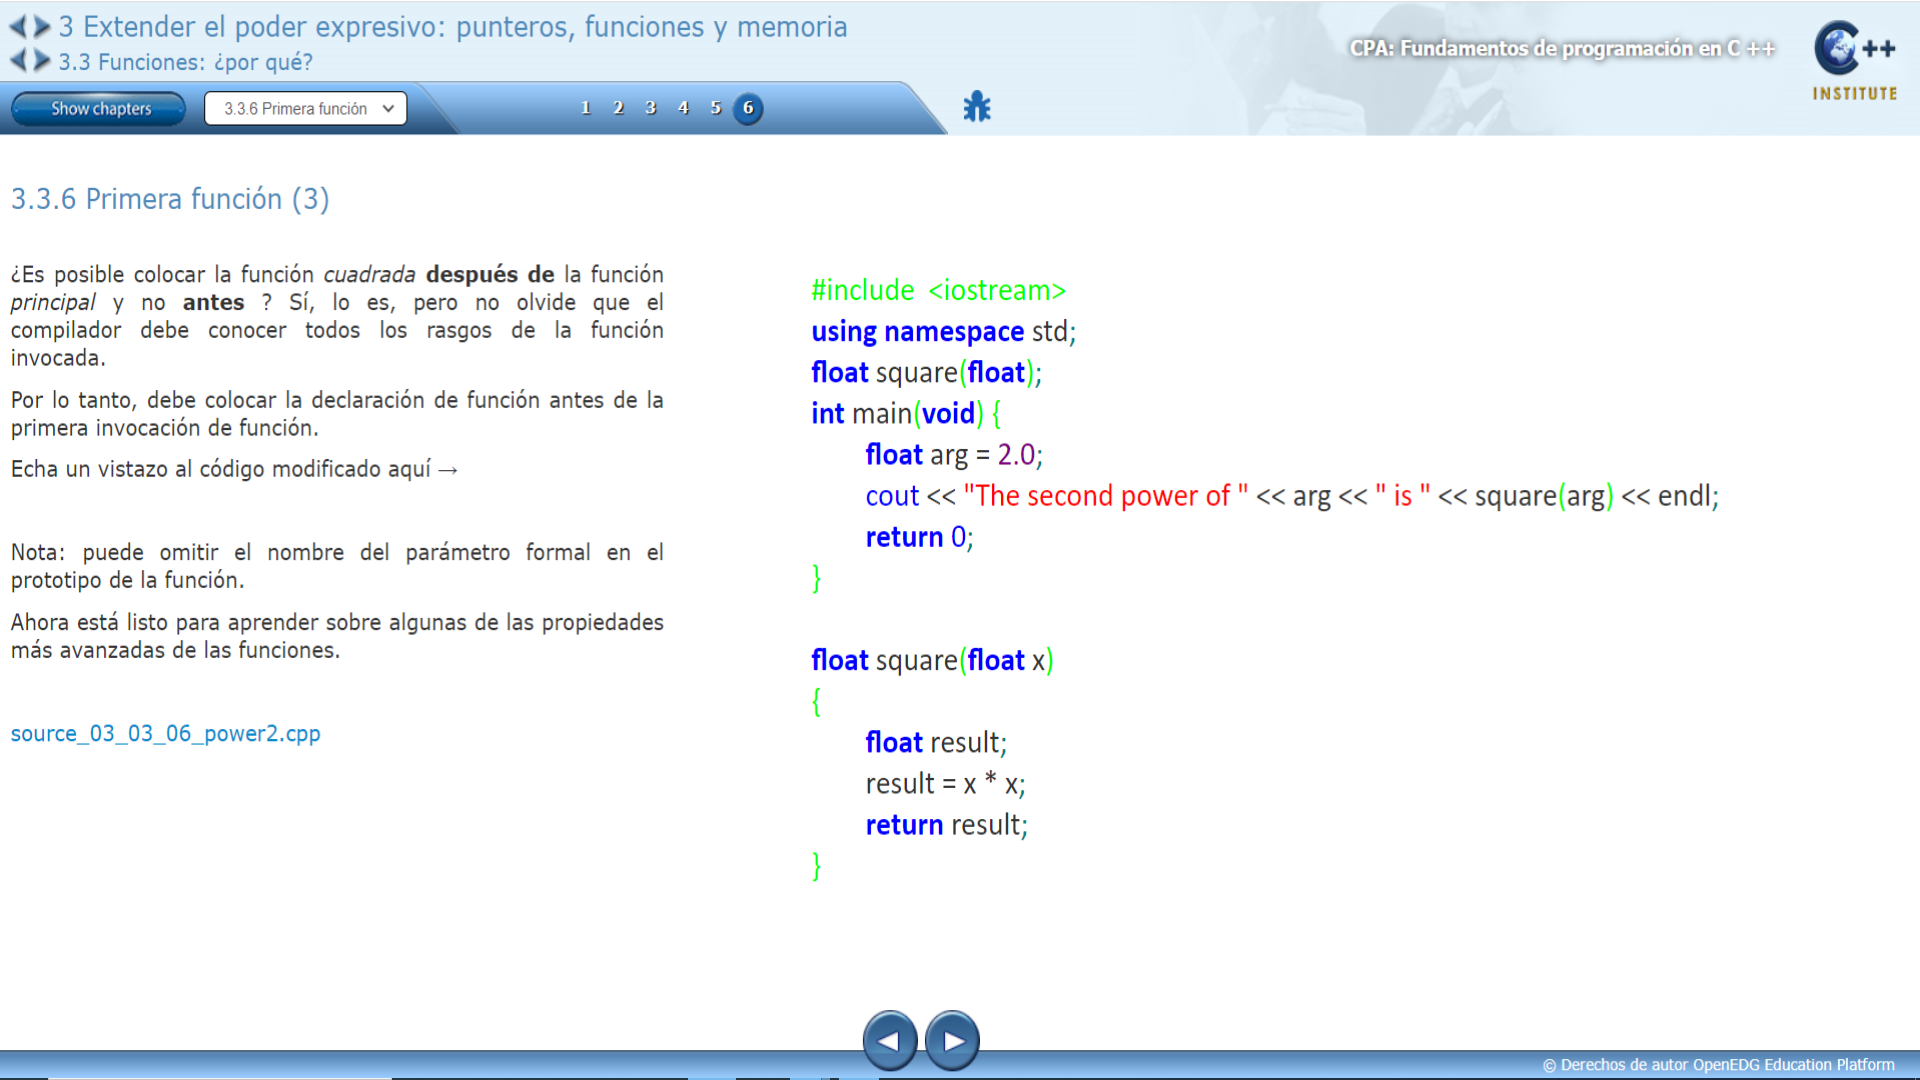 3 Extender el poder expresivo: punteros, funciones y memoria
3.3 Funciones: ¿por qué?
CPA: Fundamentos de programación en C ++
C++
INSTITUTE
Show chapters
3.3.6 Primera función
1 2 3 4 5 6
3.3.6 Primera función (3)
¿Es posible colocar la función cuadrada después de la función
principal y no antes ? Sí, lo es, pero no olvide que el
compilador debe conocer todos los rasgos de la función
invocada.
Por lo tanto, debe colocar la declaración de función antes de la
primera invocación de función.
Echa un vistazo al código modificado aquí →
Nota: puede omitir el nombre del parámetro formal en el
prototipo de la función.
Ahora está listo para aprender sobre algunas de las propiedades
más avanzadas de las funciones.
source_03_03_06_power2.cpp
#include <iostream>
using namespace std;
float square(float);
int main(void) {
float arg = 2.0;
cout << "The second power of " << arg << " is " << square(arg) << endl;
return 0;
}
float square(float x)
{
float result;
result = x * x;
return result;
}
© Derechos de autor OpenEDG Education Platform